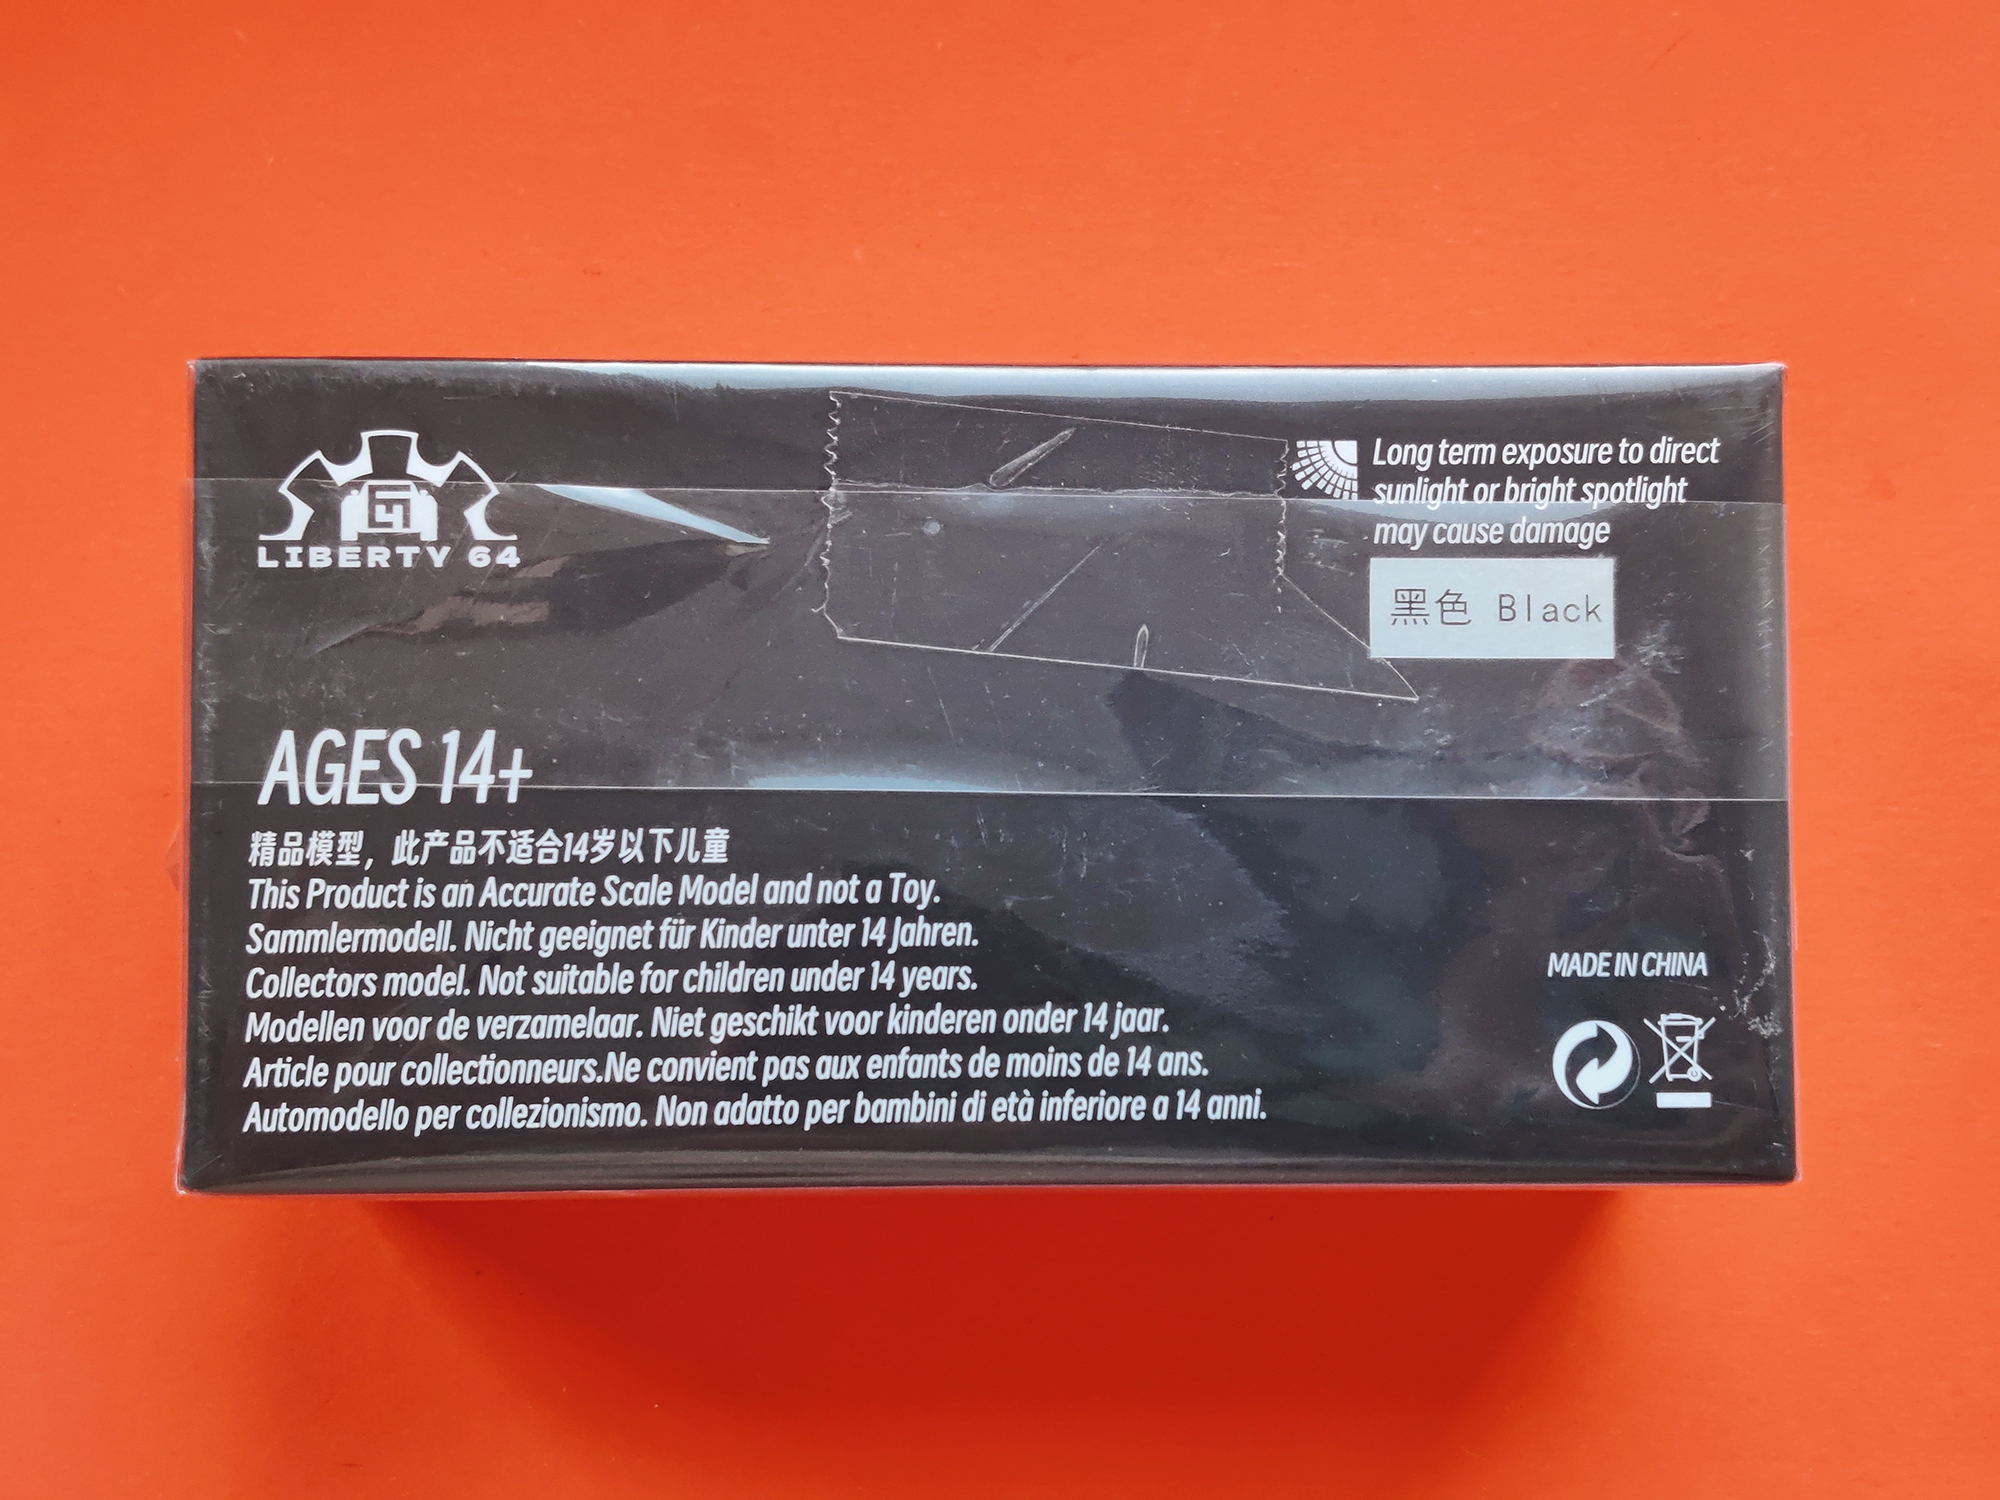 LIBERTY 64
Long term exposure to direct
sunlight or bright spotlight
may cause damage
黑色 Black
AGES 14+
精品模型，此产品不适合14岁以下儿童
This Product is an Accurate Scale Model and not a Toy.
Sammlermodell. Nicht geeignet für Kinder unter 14 Jahren.
Collectors model. Not suitable for children under 14 years.
Modellen voor de verzamelaar. Niet geschikt voor kinderen onder 14 jaar.
Article pour collectionneurs.Ne convient pas aux enfants de moins de 14 ans.
Automodello per collezionismo. Non adatto per bambini di età inferiore a 14 anni.
MADE IN CHINA